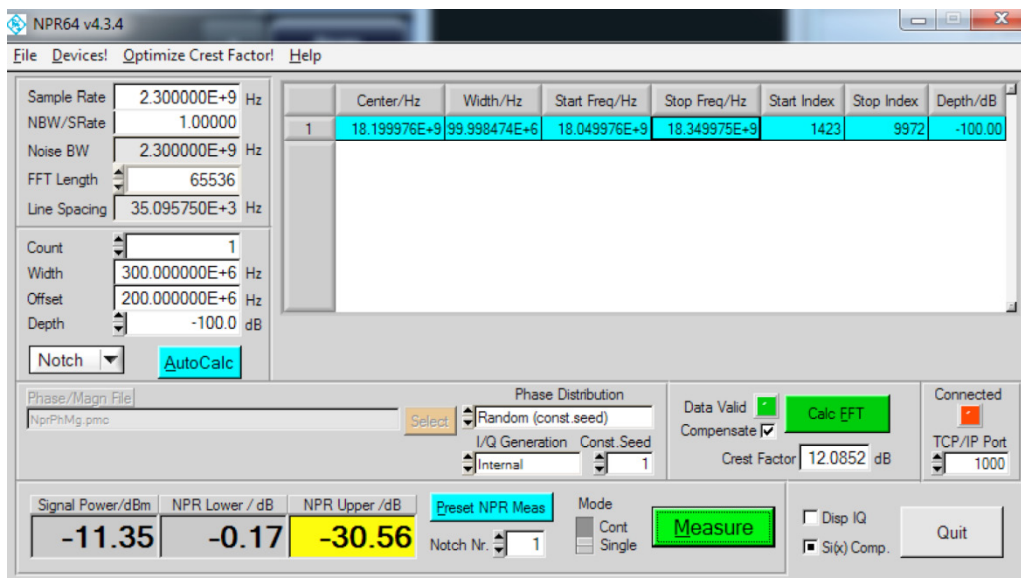 NPR64 v4.3.4
File Devices! Optimize Crest Factor! Help
Sample Rate 2.300000E+9 Hz
NBW/SRate 1.00000
Noise BW 2.300000E+9 Hz
FFT Length 65536
Line Spacing 35.095750E+3 Hz
Count 1
Width 300.000000E+6 Hz
Offset 200.000000E+6 Hz
Depth -100.0 dB
Notch AutoCalc
Center/Hz Width/Hz Start Freq/Hz Stop Freq/Hz Start Index Stop Index Depth/dB
1 18.199976E+9 99.998474E+6 18.049976E+9 18.349975E+9 1423 9972 -100.00
Phase/Magn File
NprPhMg.pmc Select
Phase Distribution
Random (const.seed)
I/Q Generation Const.Seed
Internal 1
Data Valid Calc FFT
Compensate
Crest Factor 12.0852 dB
Connected
TCP/IP Port
1000
Signal Power/dBm NPR Lower / dB NPR Upper /dB
-11.35 -0.17 -30.56
Preset NPR Meas
Notch Nr. 1
Mode
Cont
Single
Measure
Disp IQ
Si(x) Comp.
Quit